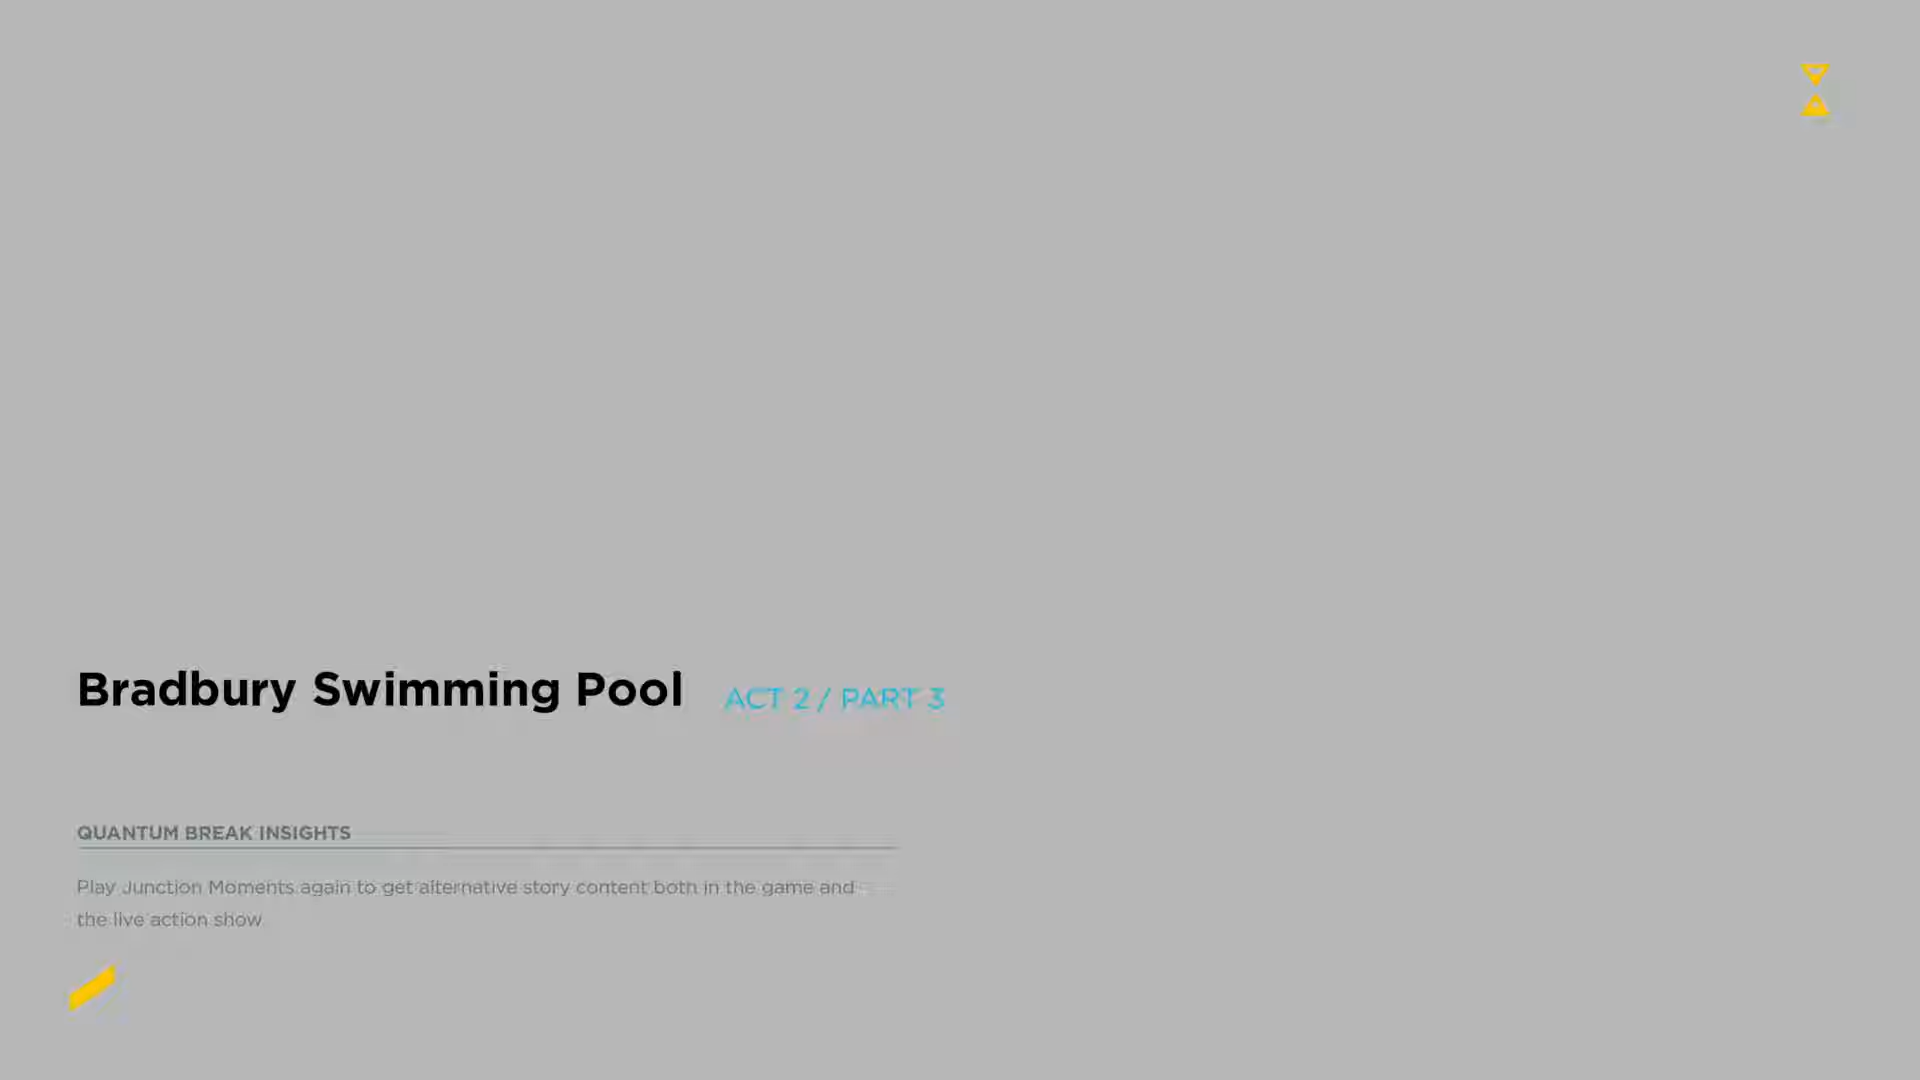 Bradbury Swimming Pool ACT 2 / PART 3
QUANTUM BREAK INSIGHTS
Play Junction Moments again to get alternative story content both in the game and
the live action show.